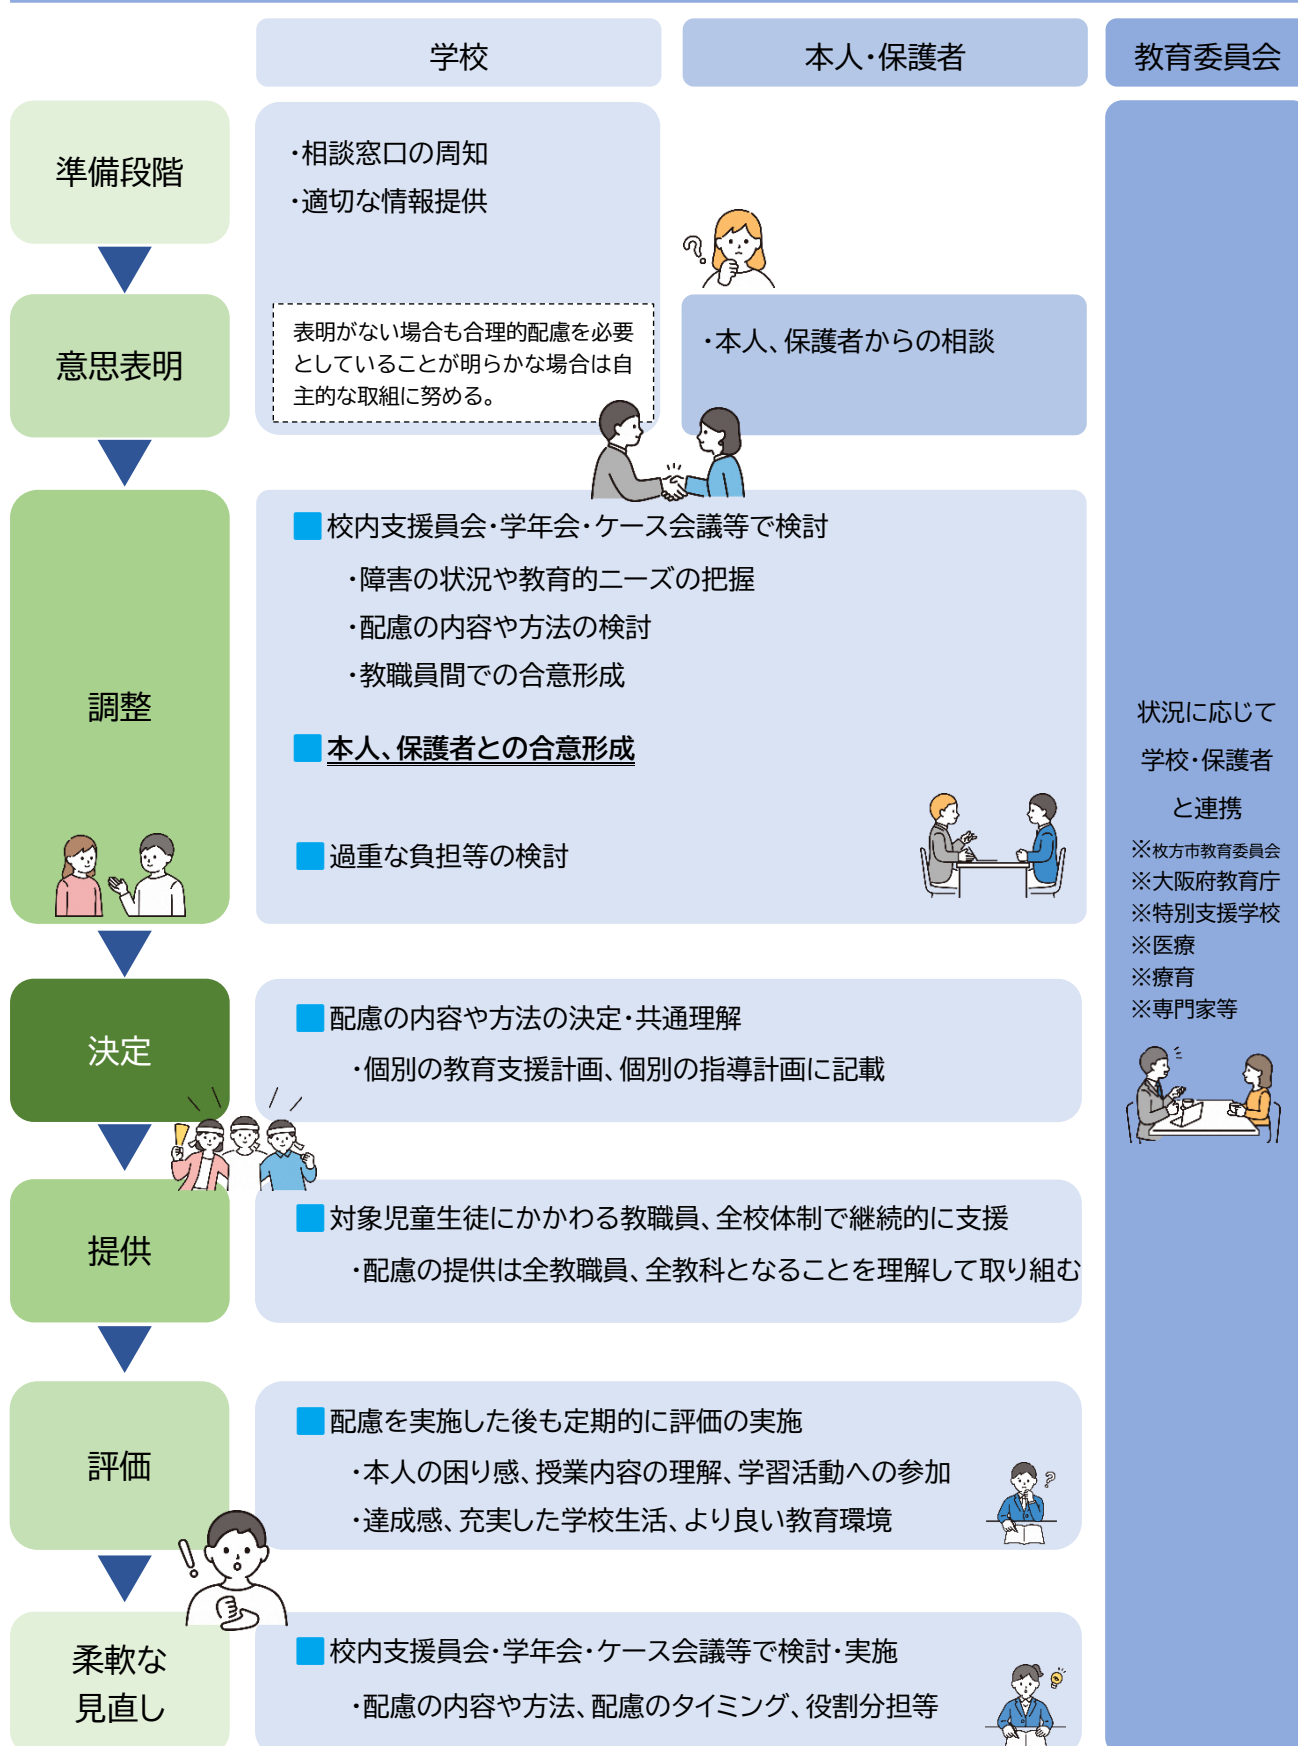 学校
本人・保護者
教育委員会
準備段階
・相談窓口の周知
・適切な情報提供
意思表明
表明がない場合も合理的配慮を必要
としていることが明らかな場合は自
主的な取組に努める。
・本人、保護者からの相談
調整
校内支援員会・学年会・ケース会議等で検討
・障害の状況や教育的ニーズの把握
・配慮の内容や方法の検討
・教職員間での合意形成
本人、保護者との合意形成
過重な負担等の検討
決定
配慮の内容や方法の決定・共通理解
・個別の教育支援計画、個別の指導計画に記載
提供
対象児童生徒にかかわる教職員、全校体制で継続的に支援
・配慮の提供は全教職員、全教科となることを理解して取り組む
評価
配慮を実施した後も定期的に評価の実施
・本人の困り感、授業内容の理解、学習活動への参加
・達成感、充実した学校生活、より良い教育環境
柔軟な
見直し
校内支援員会・学年会・ケース会議等で検討・実施
・配慮の内容や方法、配慮のタイミング、役割分担等
状況に応じて
学校・保護者
と連携
※枚方市教育委員会
※大阪府教育庁
※特別支援学校
※医療
※療育
※専門家等